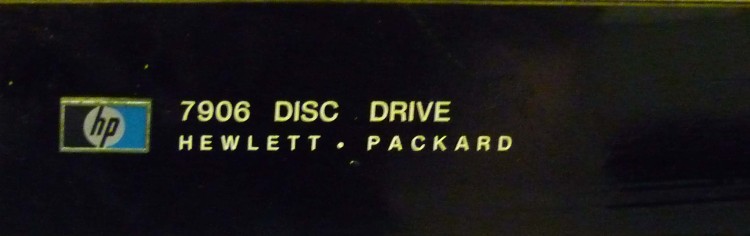 hp
7906 DISC DRIVE
HEWLETT • PACKARD